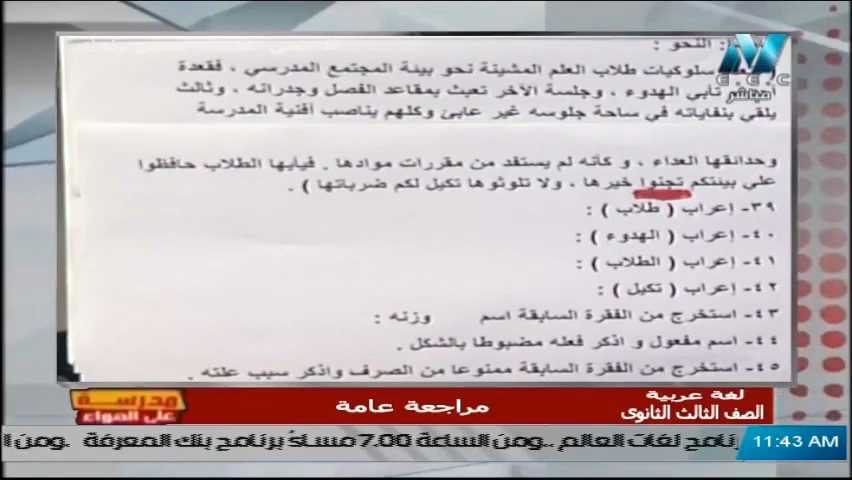 النحو :
سلوكيات طلاب العلم المشينة نحو بيئة المجتمع المدرسي ، فقعدة
تأبي الهدوء ، وجلسة الآخر تعبث بمقاعد الفصل وجدرانه ، وثالث
يلقي بنفاياته في ساحة جلوسه غير عابئ وكلهم يناصب أفنية المدرسة
وحدائقها العداء ، و كأنه لم يستفد من مقررات موادها . فيأيها الطلاب حافظوا
علي بيئتكم تجنوا خيرها ، ولا تلوثوها تكيل لكم ضرباتها ) .
٣٩- إعراب ( طلاب ) :
٤٠- إعراب ( الهدوء ) :
٤١- إعراب ( الطلاب ) :
٤٢- إعراب ( تكيل ) :
٤٣- استخرج من الفقرة السابقة اسم وزنه :
٤٤- اسم مفعول و اذكر فعله مضبوطا بالشكل .
٤٥- استخرج من الفقرة السابقة ممنوعا من الصرف واذكر سبب علته .
E.E.C
مباشر
مدرسة
على الهواء
مراجعة عامة
لغة عربية
الصف الثالث الثانوى
برنامج لغات العالم ..ومن الساعة 7.00 مساءً برنامج بنك المعرفة ..ومن
11:43 AM